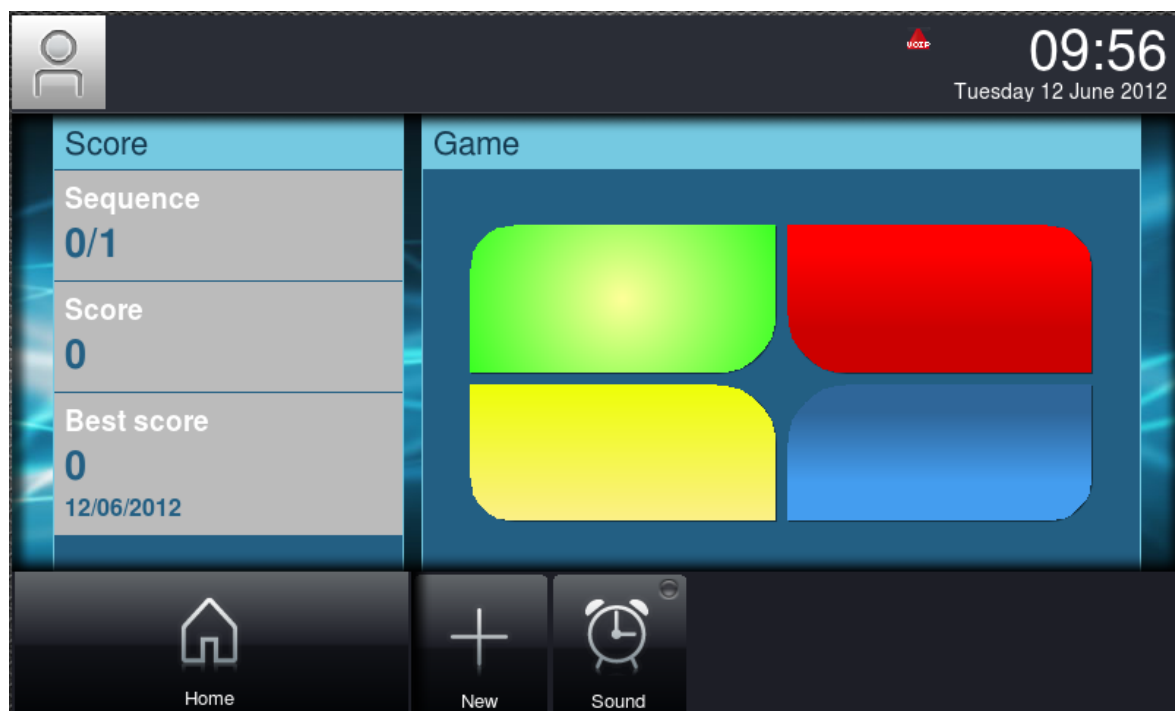 VOIP
09:56
Tuesday 12 June 2012
Score
Sequence
0/1
Score
0
Best score
0
12/06/2012
Game
Home
New
Sound